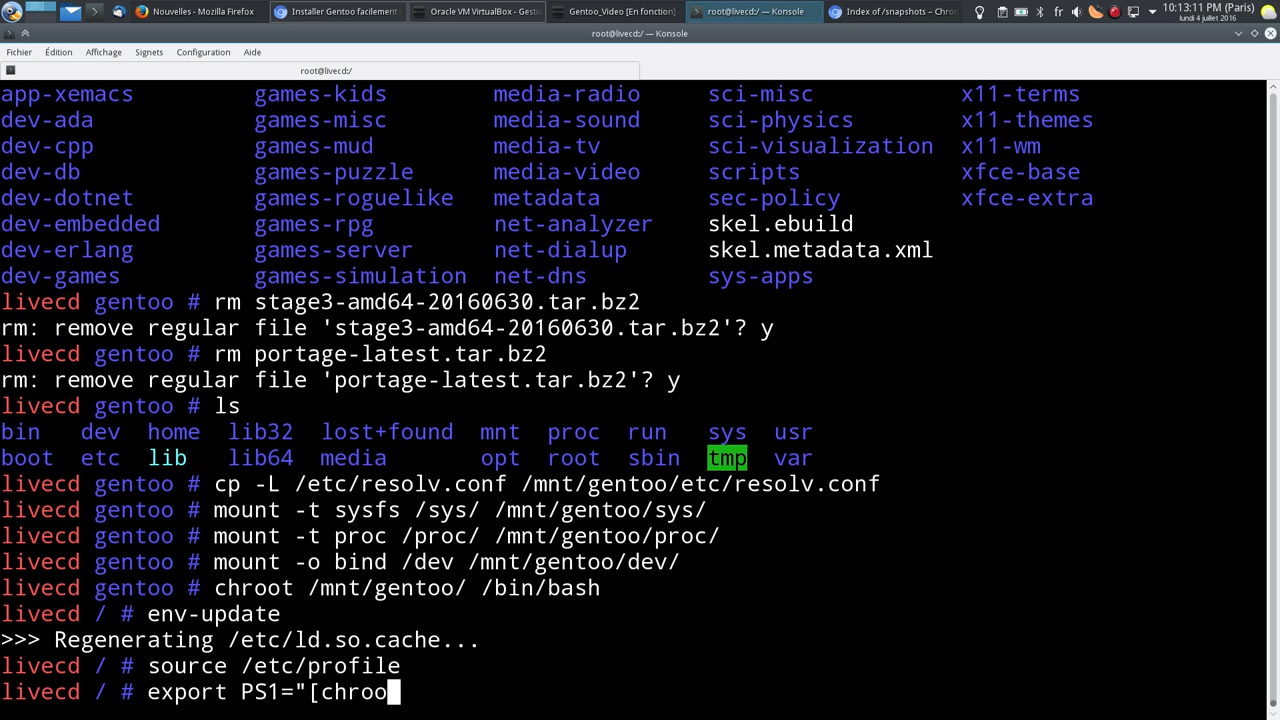 Nouvelles - Mozilla Firefox
Installer Gentoo facilement
Oracle VM VirtualBox - Gest
Gentoo_Video [En fonction]
root@livecd:/ — Konsole
Index of /snapshots – Chro
fr
10:13:11 PM (Paris)
lundi 4 juillet 2016
root@livecd:/ — Konsole
Fichier Édition Affichage Signets Configuration Aide
root@livecd:/
app-xemacs games-kids media-radio sci-misc x11-terms
dev-ada games-misc media-sound sci-physics x11-themes
dev-cpp games-mud media-tv sci-visualization x11-wm
dev-db games-puzzle media-video scripts xfce-base
dev-dotnet games-roguelike metadata sec-policy xfce-extra
dev-embedded games-rpg net-analyzer skel.ebuild
dev-erlang games-server net-dialup skel.metadata.xml
dev-games games-simulation net-dns sys-apps
livecd gentoo # rm stage3-amd64-20160630.tar.bz2
rm: remove regular file 'stage3-amd64-20160630.tar.bz2'? y
livecd gentoo # rm portage-latest.tar.bz2
rm: remove regular file 'portage-latest.tar.bz2'? y
livecd gentoo # ls
bin dev home lib32 lost+found mnt proc run sys usr
boot etc lib lib64 media opt root sbin tmp var
livecd gentoo # cp -L /etc/resolv.conf /mnt/gentoo/etc/resolv.conf
livecd gentoo # mount -t sysfs /sys/ /mnt/gentoo/sys/
livecd gentoo # mount -t proc /proc/ /mnt/gentoo/proc/
livecd gentoo # mount -o bind /dev /mnt/gentoo/dev/
livecd gentoo # chroot /mnt/gentoo/ /bin/bash
livecd / # env-update
>>> Regenerating /etc/ld.so.cache...
livecd / # source /etc/profile
livecd / # export PS1="[chroo